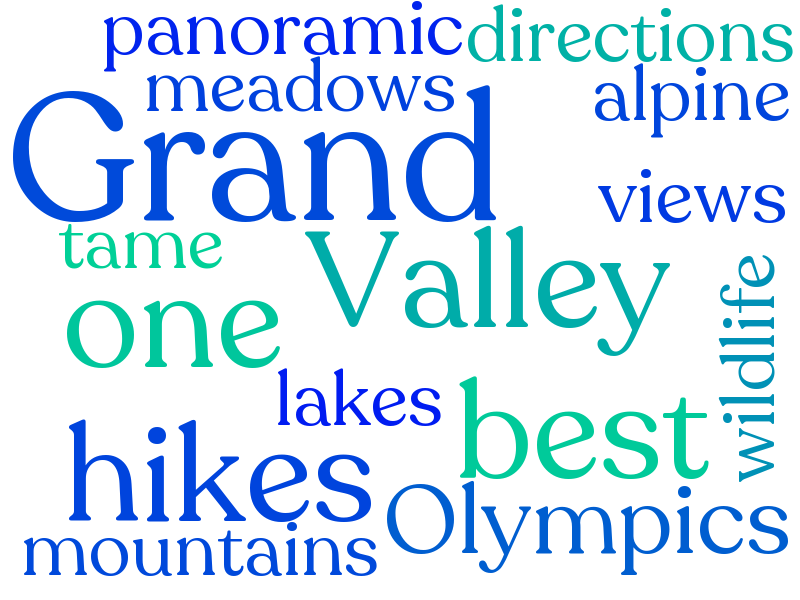 panoramic directions
meadows alpine
Grand
views
tame Valley
one wildlife
lakes
best
hikes
Olympics
mountains